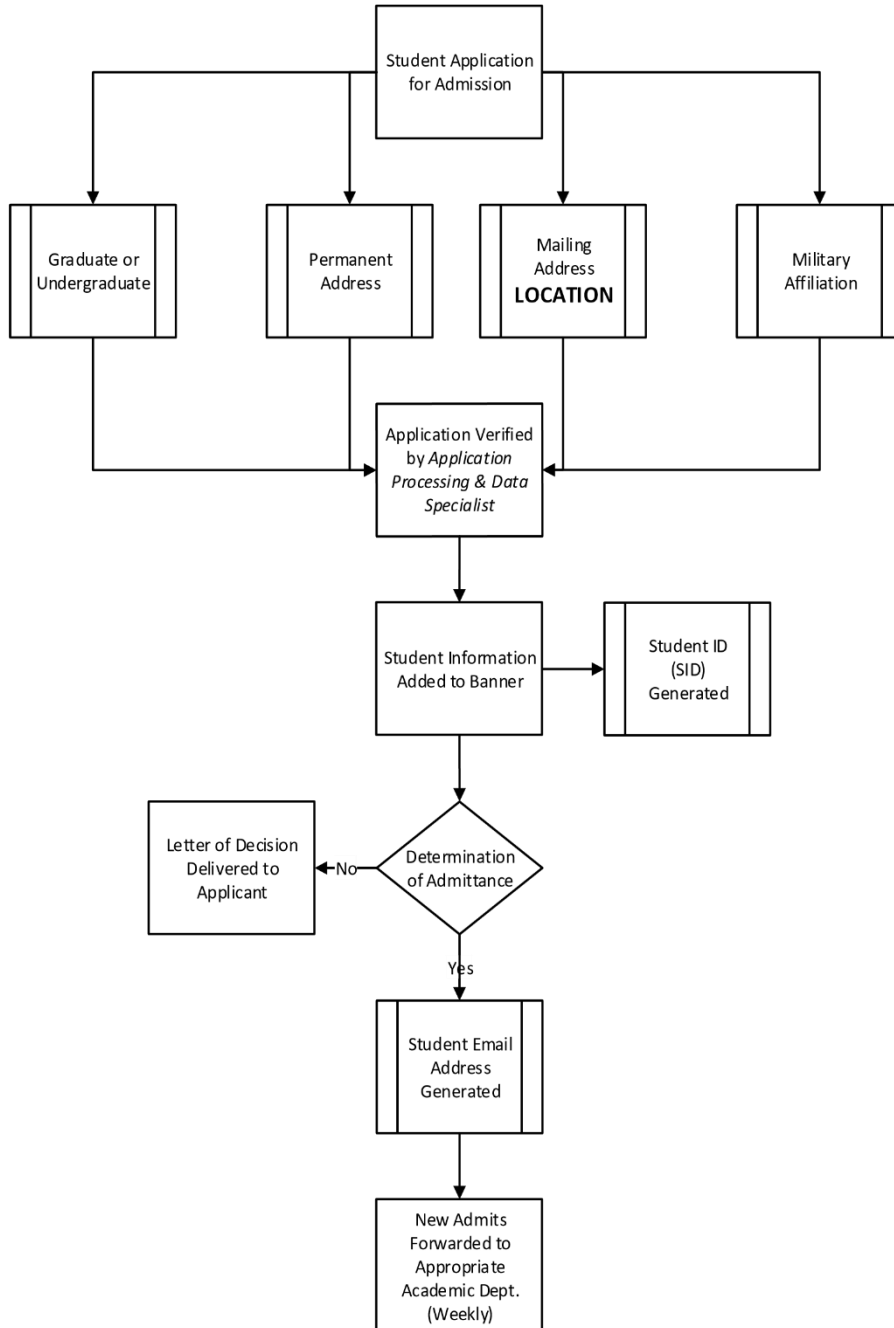 Student Application
for Admission
Graduate or
Undergraduate
Permanent
Address
Mailing
Address
LOCATION
Military
Affiliation
Application Verified
by Application
Processing & Data
Specialist
Student Information
Added to Banner
Student ID
(SID)
Generated
Letter of Decision
Delivered to
Applicant
No
Determination
of Admittance
Yes
Student Email
Address
Generated
New Admits
Forwarded to
Appropriate
Academic Dept.
(Weekly)